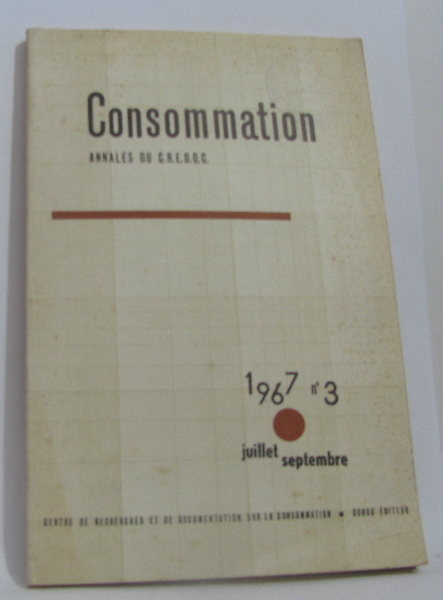 Consommation
ANNALES DU C.R.E.D.O.C.
1967 n° 3
juillet
septembre
CENTRE DE RECHERCHES ET DE DOCUMENTATION SUR LA CONSOMMATION ● DUNOD ÉDITEUR